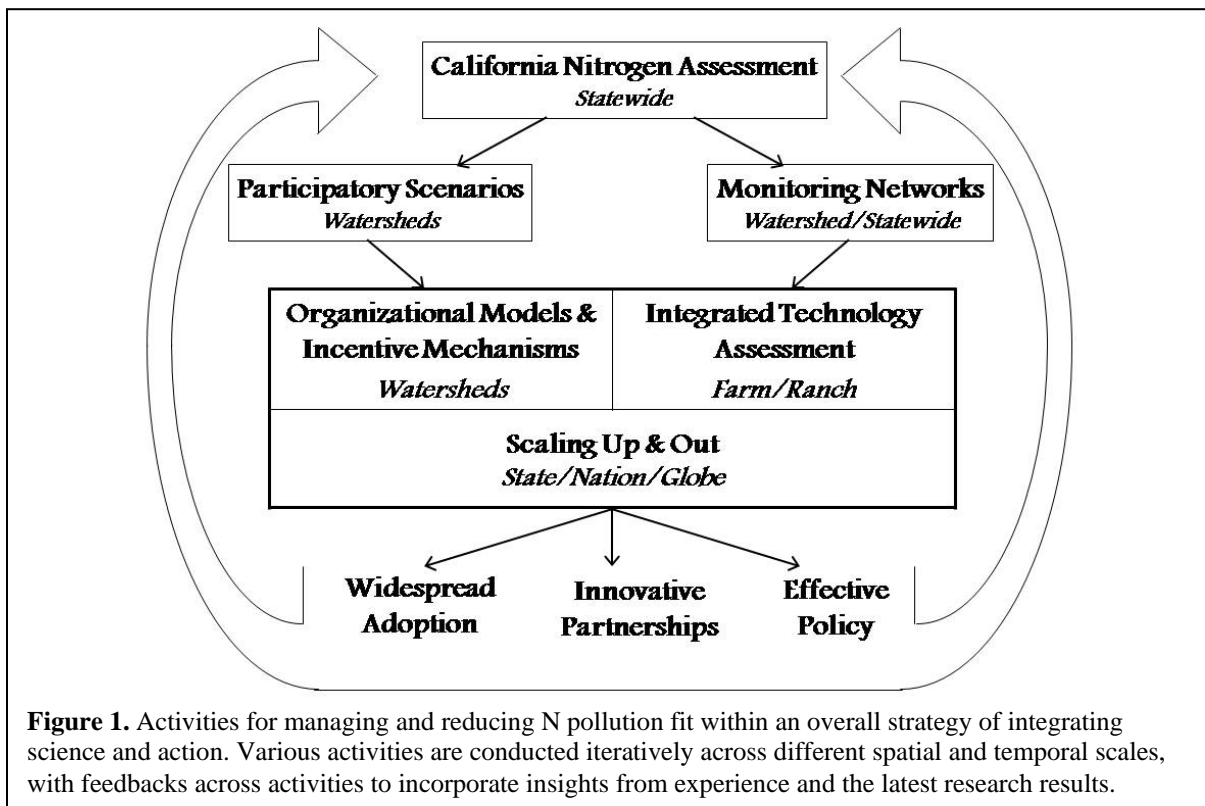 California Nitrogen Assessment
Statewide
Participatory Scenarios
Watersheds
Monitoring Networks
Watershed/Statewide
Organizational Models &
Incentive Mechanisms
Watersheds
Integrated Technology
Assessment
Farm/Ranch
Scaling Up & Out
State/Nation/Globe
Widespread
Adoption
Innovative
Partnerships
Effective
Policy
Figure 1. Activities for managing and reducing N pollution fit within an overall strategy of integrating
science and action. Various activities are conducted iteratively across different spatial and temporal scales,
with feedbacks across activities to incorporate insights from experience and the latest research results.